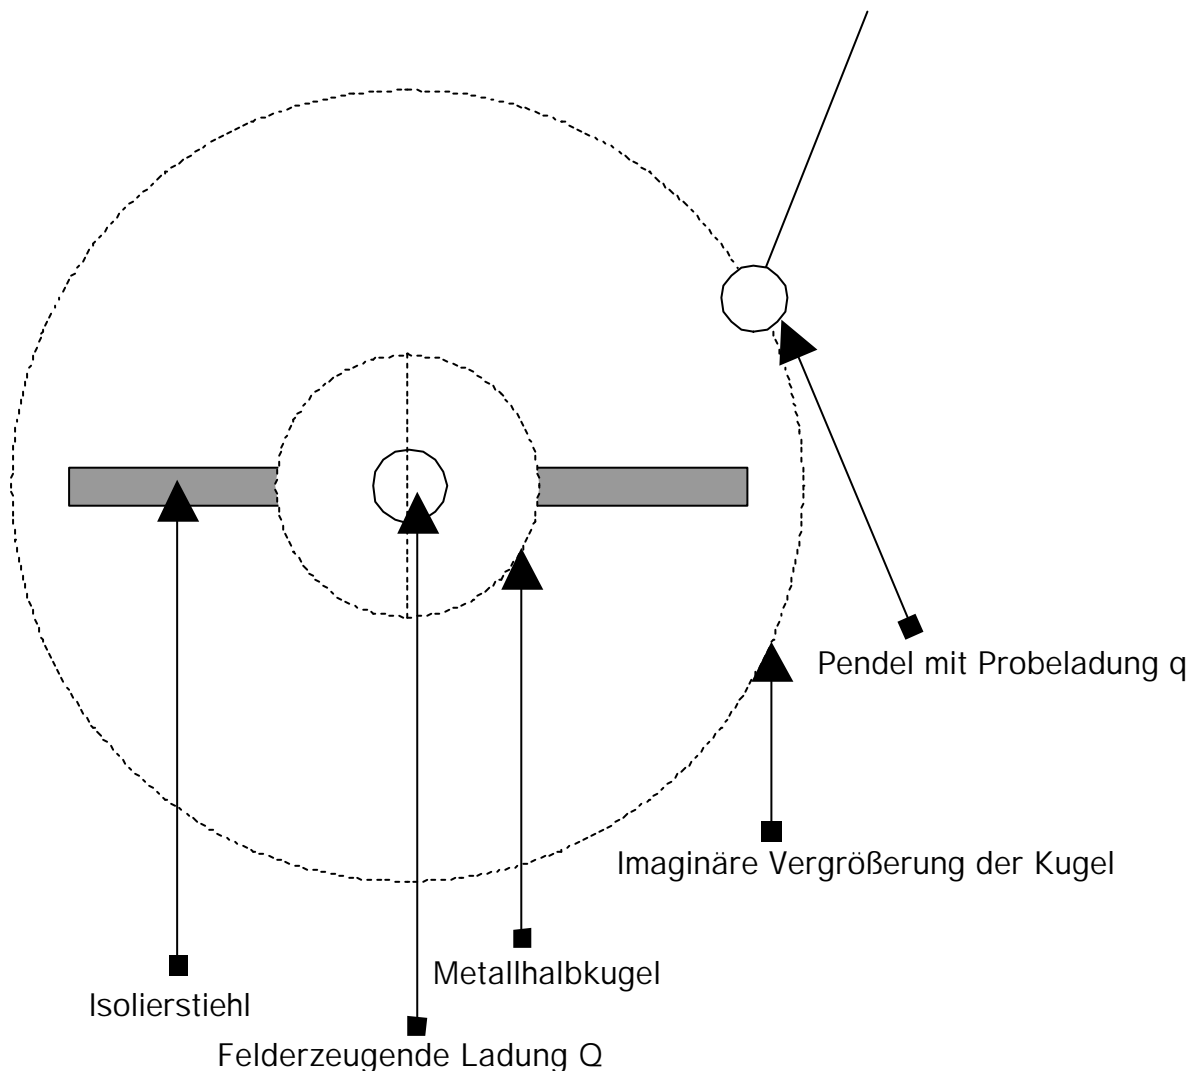 Pendel mit Probeladung q
Imaginäre Vergrößerung der Kugel
Metallhalbkugel
Isolierstiehl
Felderzeugende Ladung Q